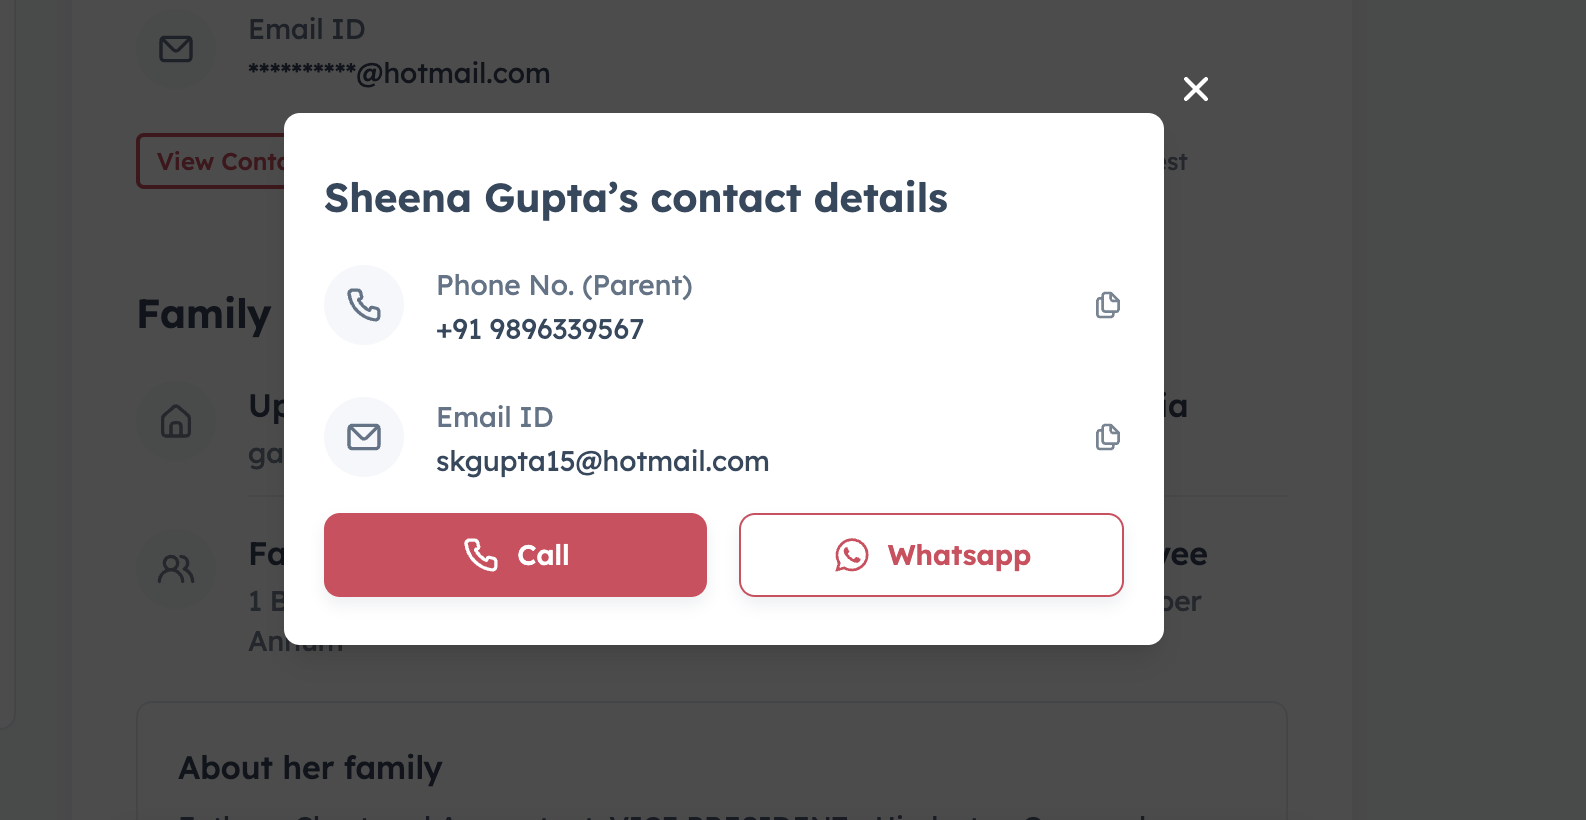 Email ID
**********@hotmail.com
View
Sheena Gupta’s contact details
Phone No. (Parent)
+91 9896339567
Email ID
skgupta15@hotmail.com
Call
Whatsapp
Family
1
About her family